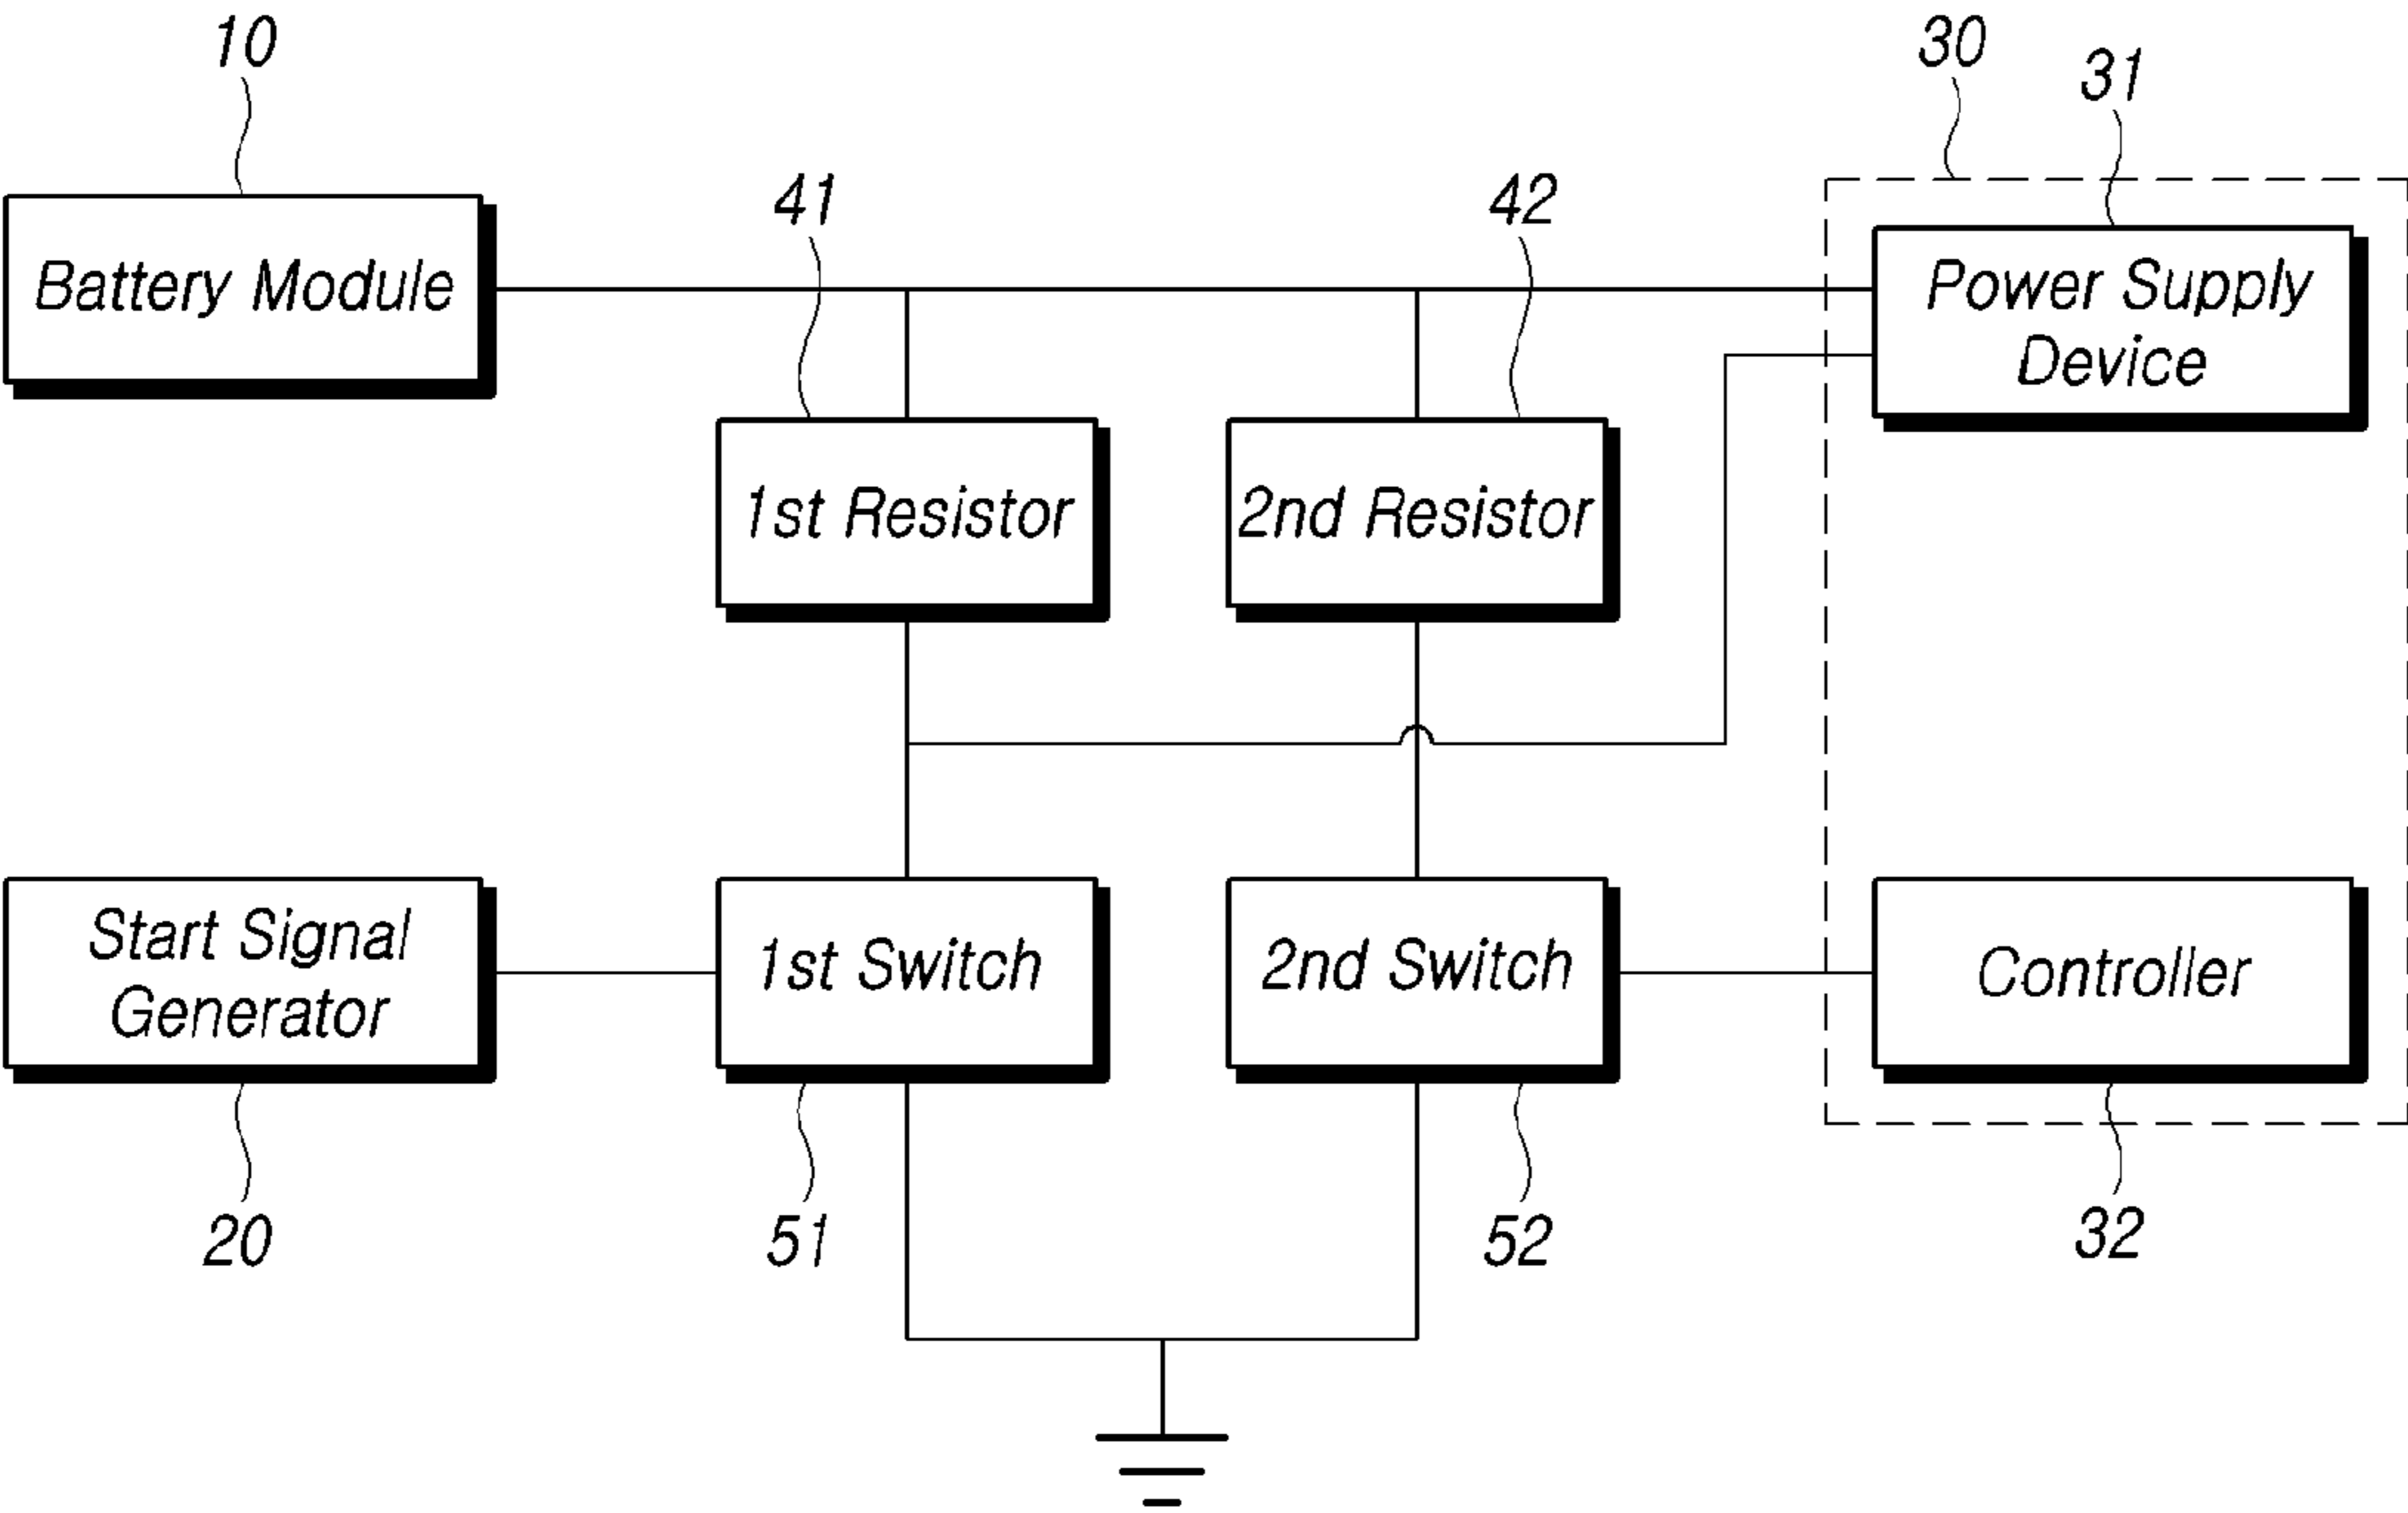 10
30
31
41
42
Battery Module
Power Supply
Device
1st Resistor
2nd Resistor
Start Signal
Generator
1st Switch
2nd Switch
Controller
20
51
52
32